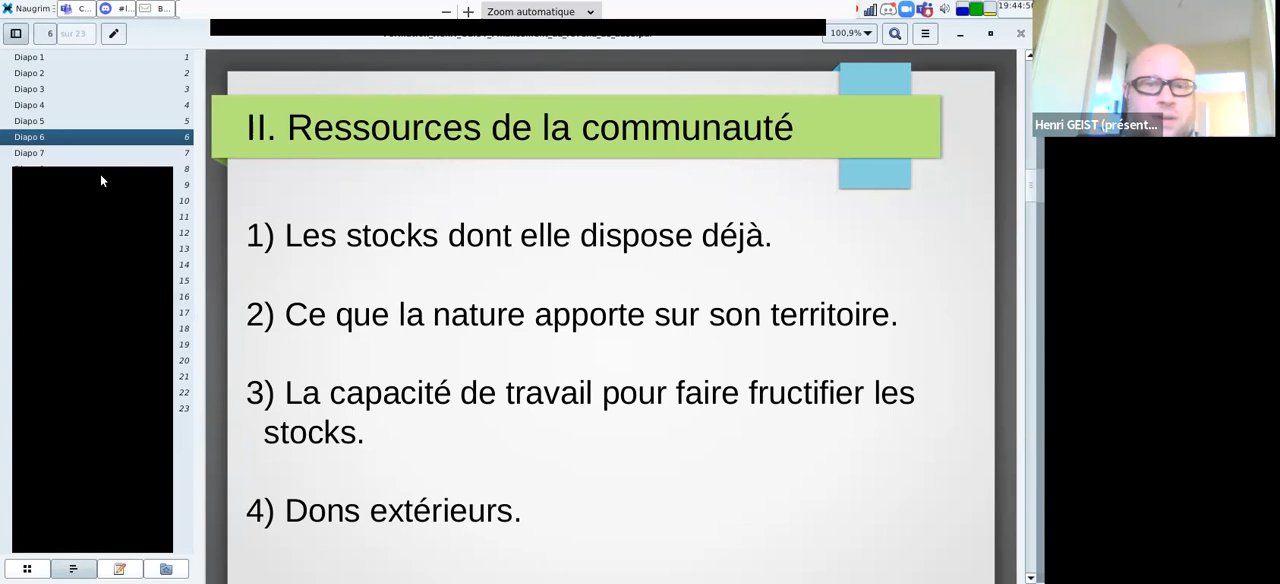 Naugrim
C...
#I...
B...
Zoom automatique
19:44:56
6 sur 23
100,9%
Diapo 1 1
Diapo 2 2
Diapo 3 3
Diapo 4 4
Diapo 5 5
Diapo 6 6
Diapo 7 7
8
9
10
11
12
13
14
15
16
17
18
19
20
21
22
23
II. Ressources de la communauté
1) Les stocks dont elle dispose déjà.
2) Ce que la nature apporte sur son territoire.
3) La capacité de travail pour faire fructifier les
stocks.
4) Dons extérieurs.
Henri GEIST (présent...